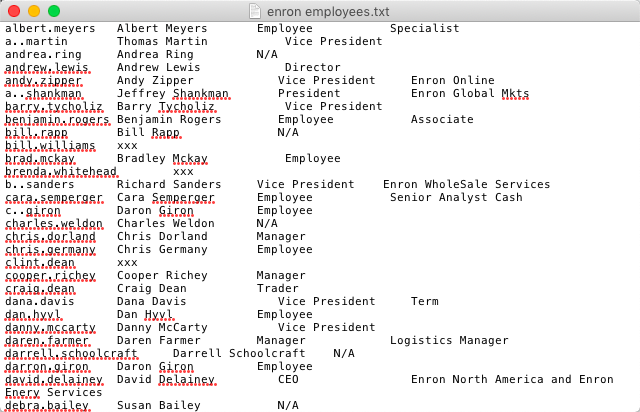 enron employees.txt
albert.meyers Albert Meyers Employee Specialist
a..martin Thomas Martin Vice President
andrea.ring Andrea Ring N/A
andrew.lewis Andrew Lewis Director
andy.zipper Andy Zipper Vice President Enron Online
a..shankman Jeffrey Shankman President Enron Global Mkts
barry.tycholiz Barry Tycholiz Vice President
benjamin.rogers Benjamin Rogers Employee Associate
bill.rapp Bill Rapp N/A
bill.williams xxx
brad.mckay Bradley Mckay Employee
brenda.whitehead xxx
b..sanders Richard Sanders Vice President Enron WholeSale Services
cara.semperger Cara Semperger Employee Senior Analyst Cash
c..giron Daron Giron Employee
charles.weldon Charles Weldon N/A
chris.dorland Chris Dorland Manager
chris.germany Chris Germany Employee
clint.dean xxx
cooper.richey Cooper Richey Manager
craig.dean Craig Dean Trader
dana.davis Dana Davis Vice President Term
dan.hyvl Dan Hyvl Employee
danny.mccarty Danny McCarty Vice President
daren.farmer Daren Farmer Manager Logistics Manager
darrell.schoolcraft Darrell Schoolcraft N/A
darron.giron Daron Giron Employee
david.delainey David Delainey CEO Enron North America and Enron
Enery Services
debra.bailey Susan Bailey N/A